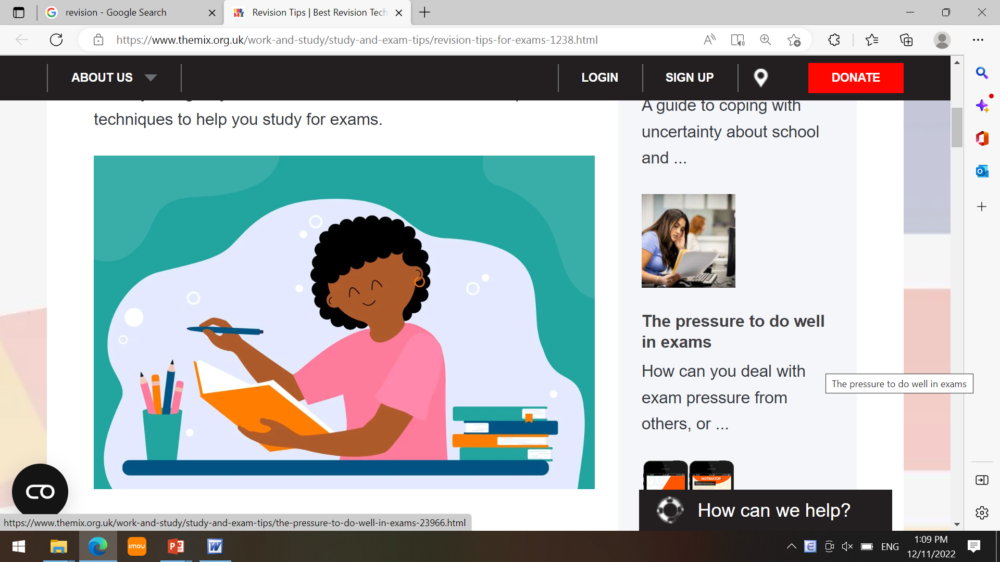 revision - Google Search
Revision Tips | Best Revision Tech
https://www.themix.org.uk/work-and-study/study-and-exam-tips/revision-tips-for-exams-1238.html
ABOUT US
LOGIN
SIGN UP
DONATE
techniques to help you study for exams.
A guide to coping with
uncertainty about school
and ...
The pressure to do well
in exams
How can you deal with
exam pressure from
others, or ...
The pressure to do well in exams
MOTIMATOR
Select Motimator
How can we help?
https://www.themix.org.uk/work-and-study/study-and-exam-tips/the-pressure-to-do-well-in-exams-23966.html
imou
ENG
1:09 PM
12/11/2022